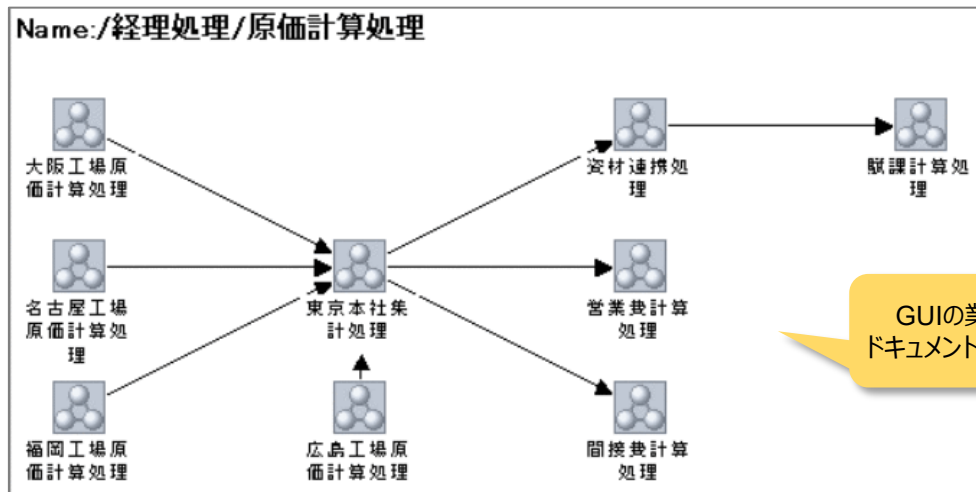 Name:/経理処理/原価計算処理
大阪工場原
価計算処理
資材連携処
理
賦課計算処
理
名古屋工場
原価計算処
理
東京本社集
計処理
営業費計算
処理
GUIの業
ドキュメント
福岡工場原
価計算処理
広島工場原
価計算処理
間接費計算
処理